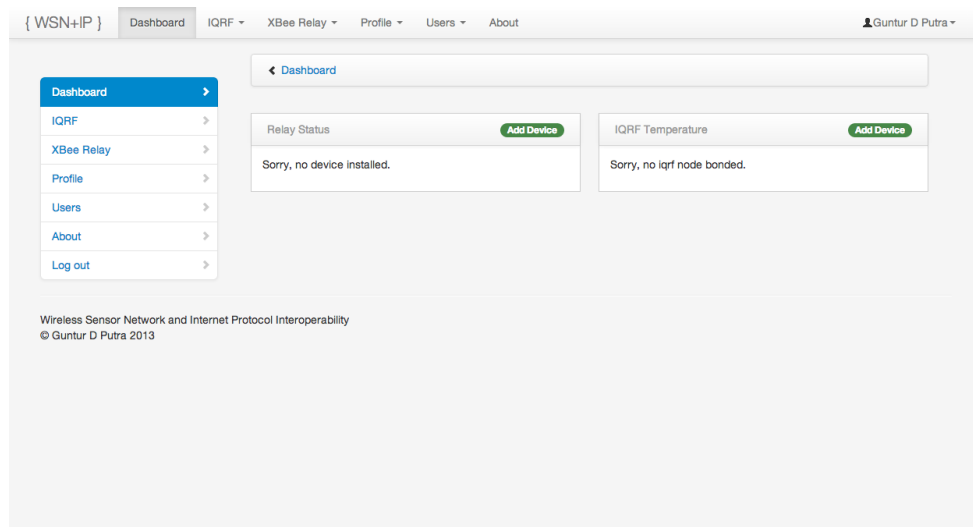 { WSN+IP } Dashboard IQRF XBee Relay Profile Users About Guntur D Putra
Dashboard
Dashboard
IQRF
XBee Relay
Profile
Users
About
Log out
Relay Status Add Device
Sorry, no device installed.
IQRF Temperature Add Device
Sorry, no iqrf node bonded.
Wireless Sensor Network and Internet Protocol Interoperability
© Guntur D Putra 2013